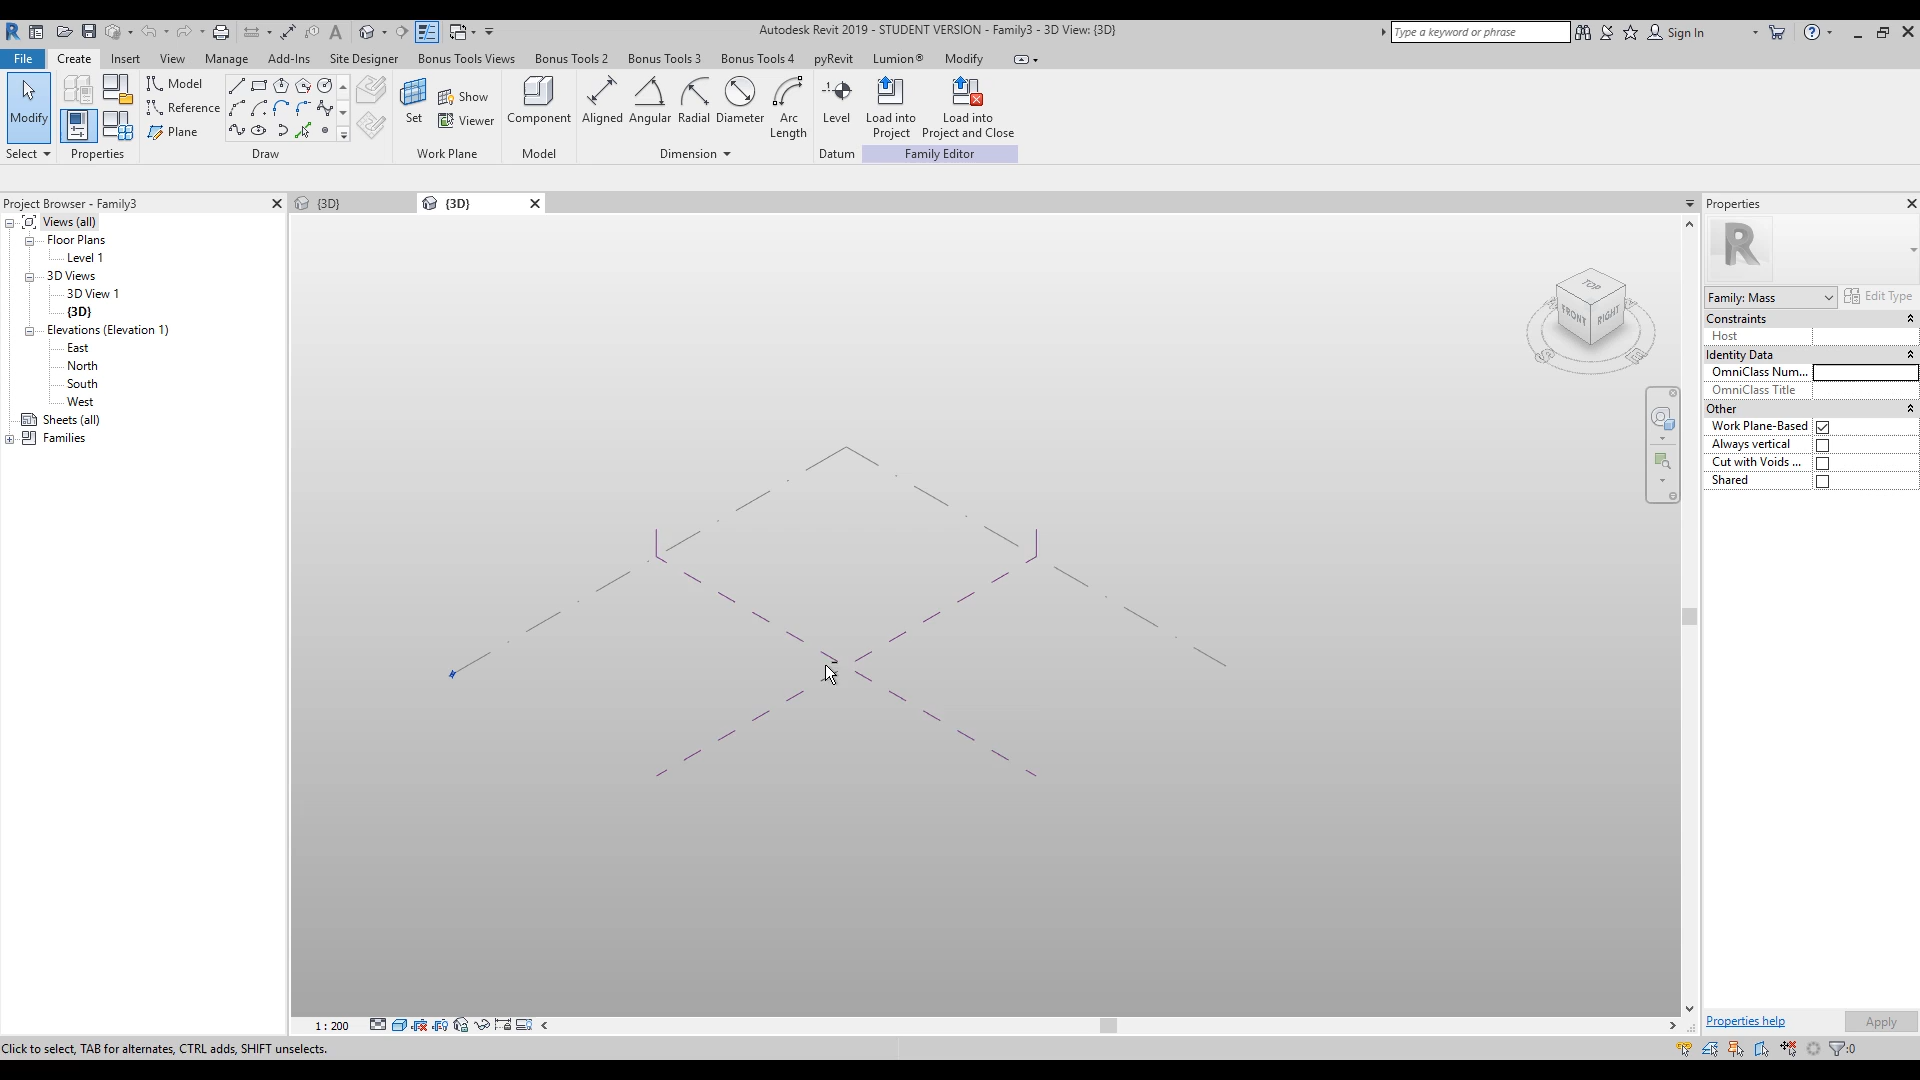 Autodesk Revit 2019 - STUDENT VERSION - Family3 - 3D View: {3D}
Type a keyword or phrase
Sign In
File Create Insert View Manage Add-Ins Site Designer Bonus Tools Views Bonus Tools 2 Bonus Tools 3 Bonus Tools 4 pyRevit Lumion® Modify
Modify
Select
Properties
Model
Reference
Plane
Draw
Set
Show
Viewer
Work Plane
Component
Model
Aligned Angular Radial Diameter Arc Length
Dimension
Level
Datum
Load into Project
Load into Project and Close
Family Editor
Project Browser - Family3
Views (all)
Floor Plans
Level 1
3D Views
3D View 1
{3D}
Elevations (Elevation 1)
East
North
South
West
Sheets (all)
Families
{3D}
{3D}
TOP
FRONT
RIGHT
S
E
Properties
R
Family: Mass
Edit Type
Constraints
Host
Identity Data
OmniClass Num...
OmniClass Title
Other
Work Plane-Based
Always vertical
Cut with Voids ...
Shared
Properties help
Apply
1 : 200
Click to select, TAB for alternates, CTRL adds, SHIFT unselects.
:0